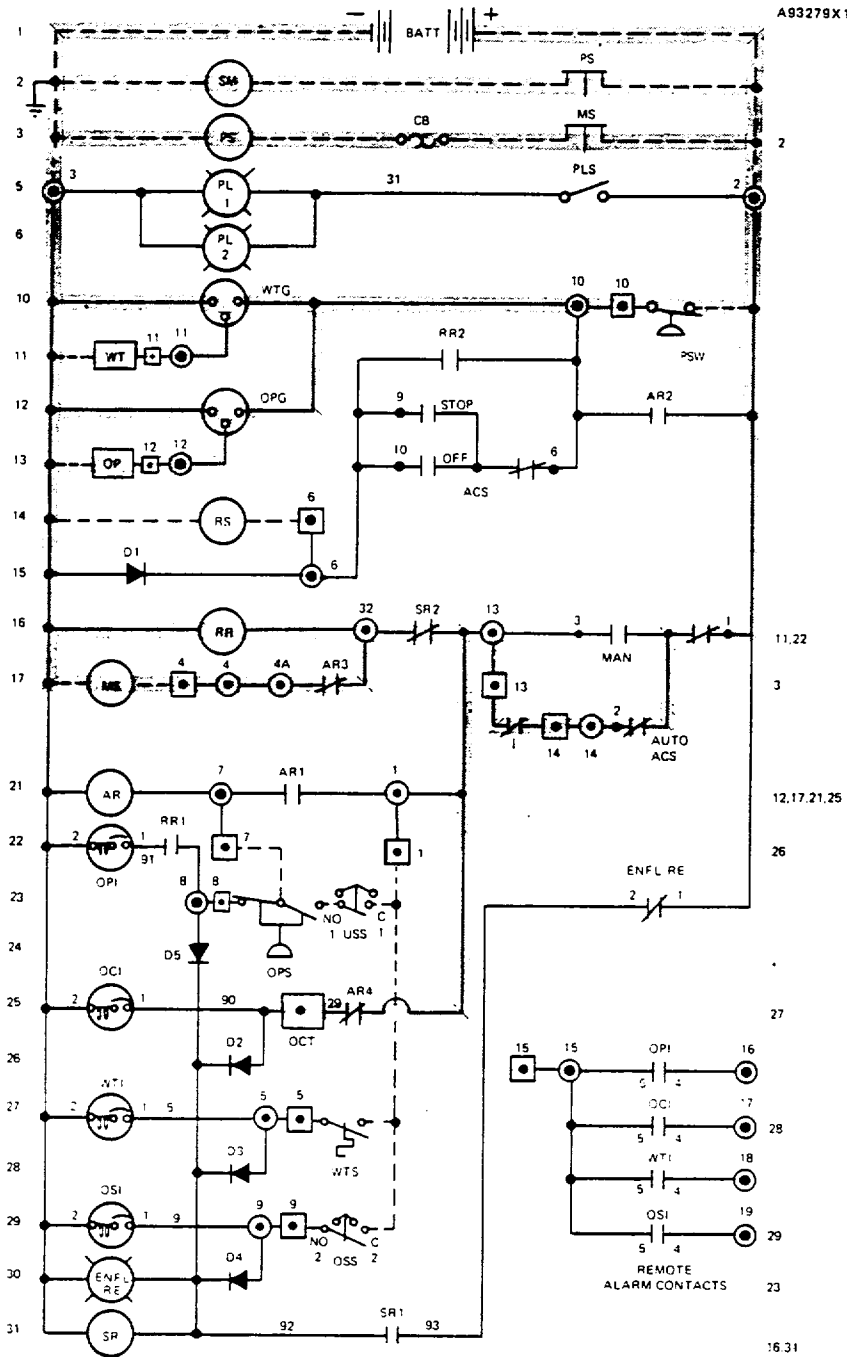 A93279X1
1 − BATT +
2 SM PS
3 PS CB MS 2
5 3 PL 1 31 PLS 2
6 PL 2
10 WTG 10 10 PSW
11 WT 11 11 RR2
12 OPG 9 STOP AR2
13 OP 12 12 10 OFF 6
ACS
14 RS 6
15 D1 6
16 RR 32 SR2 13 3 MAN 1 11,22
17 4 4 4A AR3 3
13
1 14 14 2 AUTO
ACS
21 AR 7 AR1 1 12,17,21,25
22 2 1 RR1 7 1 26
91
OPI
ENFL RE
23 8 8 NO C 2 1
1 USS 1
24 D5 OPS
OCI
25 2 1 90 29 AR4 27
OCT
26 D2 15 15 OPI 16
5 4
WTI
27 2 1 5 5 5 OCI 17
5 4 28
28 D3 WTS WTI 18
5 4
OSI
29 2 1 9 9 9 NO C OSI 19
2 OSS 2 5 4 29
30 ENFL RE D4 REMOTE
ALARM CONTACTS 23
SR1
31 SR 92 93 16.31